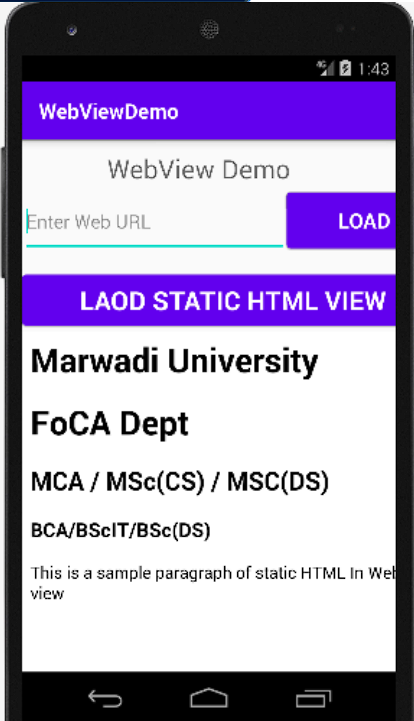 4G 1:43
WebViewDemo
WebView Demo
Enter Web URL LOAD
LAOD STATIC HTML VIEW
Marwadi University
FoCA Dept
MCA / MSc(CS) / MSC(DS)
BCA/BScIT/BSc(DS)
This is a sample paragraph of static HTML In Web
view